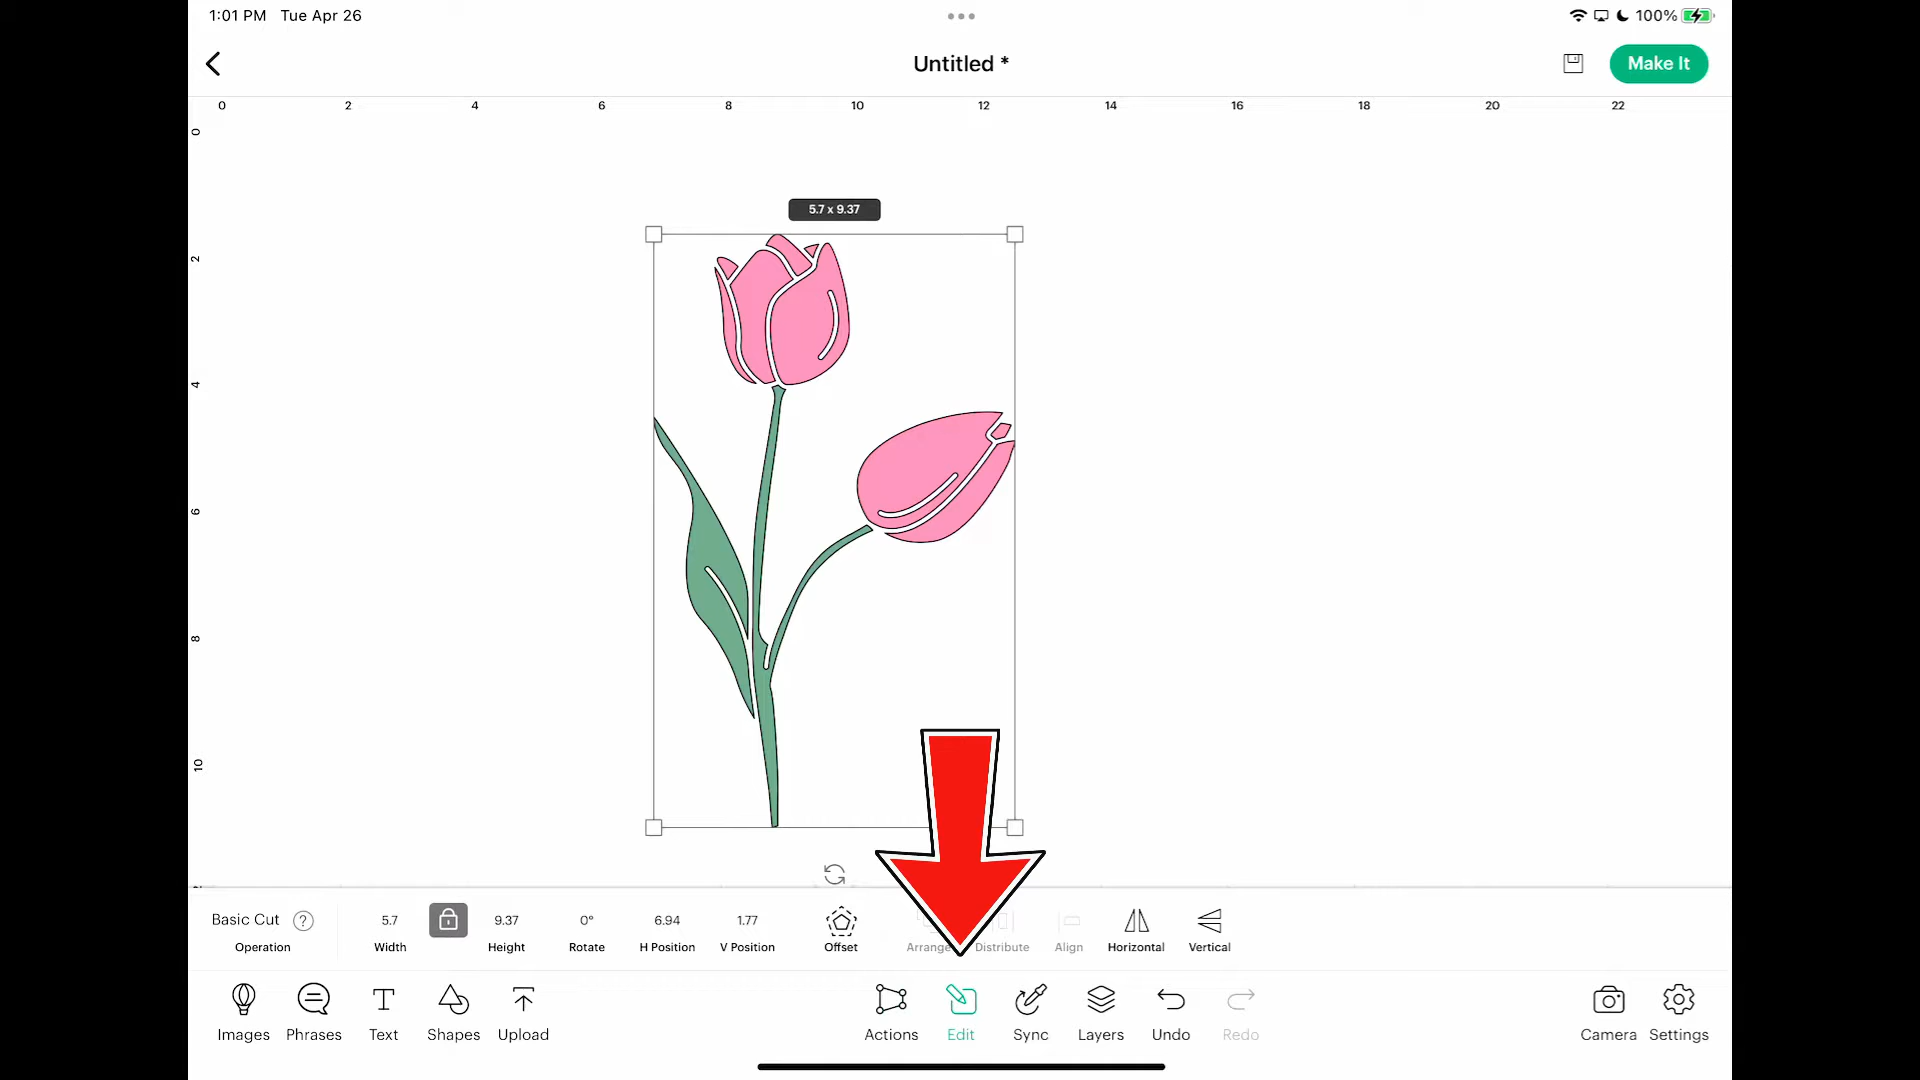 1:01 PM Tue Apr 26
100%
Untitled *
Make It
0 2 4 6 8 10 12 14 16 18 20 22
0
5.7 x 9.37
2
4
6
8
10
Basic Cut ?
5.7 9.37 0° 6.94 1.77
Operation Width Height Rotate H Position V Position Offset Arrange Distribute Align Horizontal Vertical
Images Phrases Text Shapes Upload Actions Edit Sync Layers Undo Redo Camera Settings